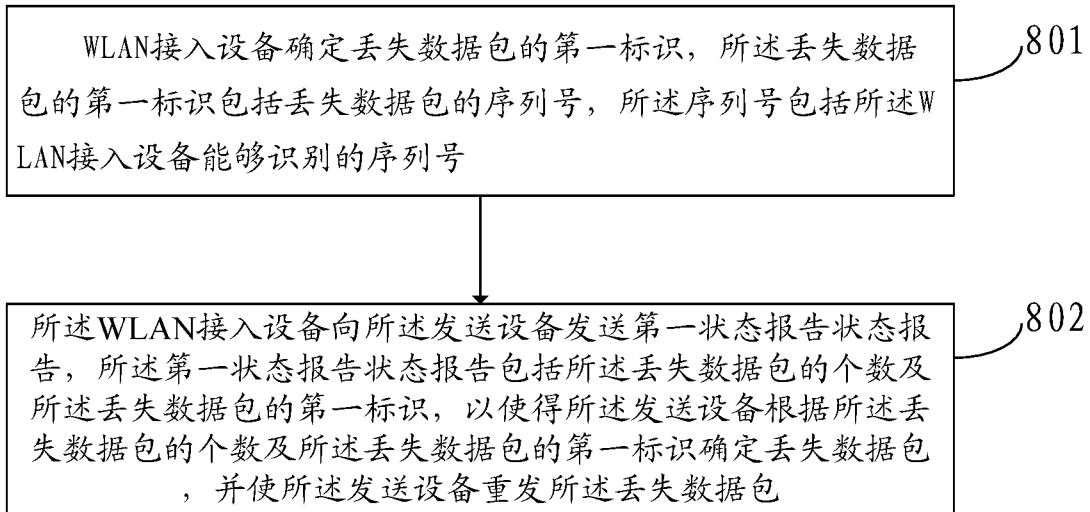 WLAN接入设备确定丢失数据包的第一标识，所述丢失数据
包的第一标识包括丢失数据包的序列号，所述序列号包括所述W
LAN接入设备能够识别的序列号
801
所述WLAN接入设备向所述发送设备发送第一状态报告状态报
告，所述第一状态报告状态报告包括所述丢失数据包的个数及
所述丢失数据包的第一标识，以使得所述发送设备根据所述丢
失数据包的个数及所述丢失数据包的第一标识确定丢失数据包
，并使所述发送设备重发所述丢失数据包
802